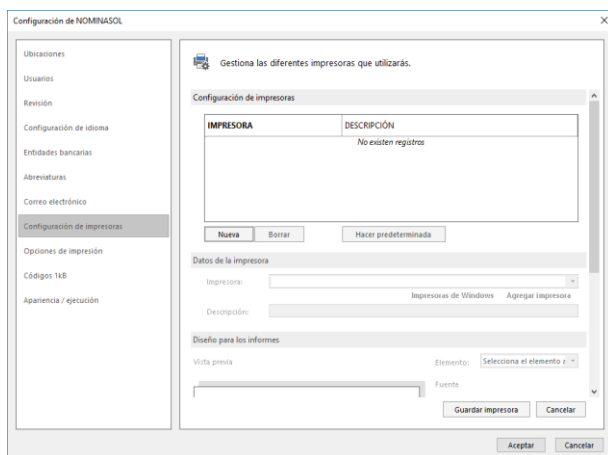 Configuración de NOMINASOL
Ubicaciones
Usuarios
Revisión
Configuración de idioma
Entidades bancarias
Abreviaturas
Correo electrónico
Configuración de impresoras
Opciones de impresión
Códigos 1kB
Apariencia / ejecución
Gestiona las diferentes impresoras que utilizarás.
Configuración de impresoras
IMPRESORA DESCRIPCIÓN
No existen registros
Nueva Borrar Hacer predeterminada
Datos de la impresora
Impresora:
Impresoras de Windows Agregar impresora
Descripción:
Diseño para los informes
Vista previa Elemento: Selecciona el elemento
Fuente
Guardar impresora Cancelar
Aceptar Cancelar